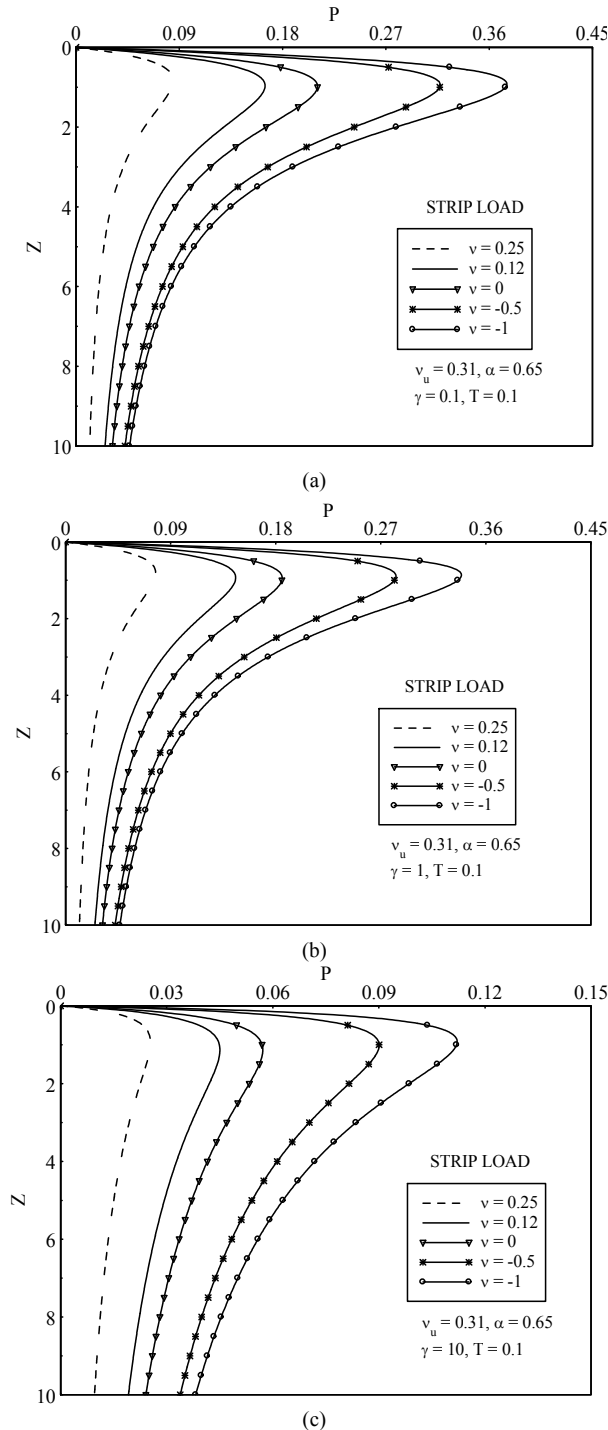 P
0 0.09 0.18 0.27 0.36 0.45
0
2
4
6
8
10
Z
STRIP LOAD
ν = 0.25
ν = 0.12
ν = 0
ν = -0.5
ν = -1
ν_u = 0.31, α = 0.65
γ = 0.1, T = 0.1
(a)
P
0 0.09 0.18 0.27 0.36 0.45
0
2
4
6
8
10
Z
STRIP LOAD
ν = 0.25
ν = 0.12
ν = 0
ν = -0.5
ν = -1
ν_u = 0.31, α = 0.65
γ = 1, T = 0.1
(b)
P
0 0.03 0.06 0.09 0.12 0.15
0
2
4
6
8
10
Z
STRIP LOAD
ν = 0.25
ν = 0.12
ν = 0
ν = -0.5
ν = -1
ν_u = 0.31, α = 0.65
γ = 10, T = 0.1
(c)